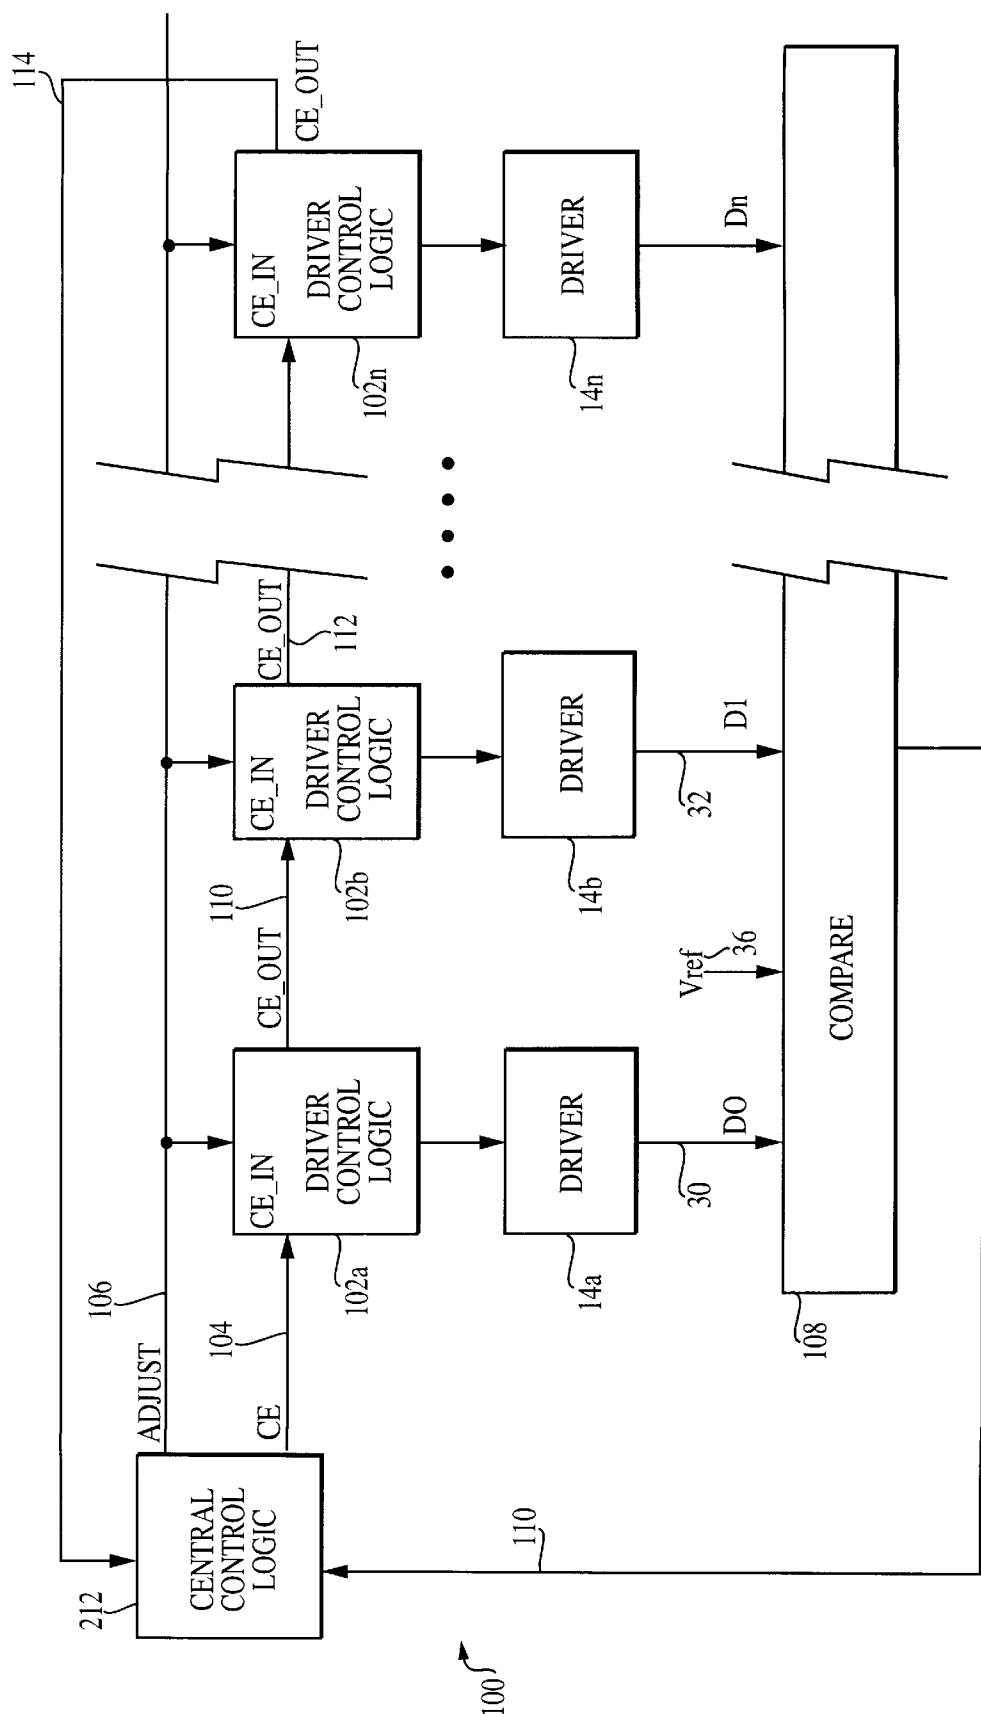 114
106
ADJUST
CE
104
212
CENTRAL
CONTROL
LOGIC
CE_IN
DRIVER
CONTROL
LOGIC
102a
CE_OUT
110
CE_IN
DRIVER
CONTROL
LOGIC
102b
CE_OUT
112
CE_IN
DRIVER
CONTROL
LOGIC
102n
CE_OUT
DRIVER
14a
DRIVER
14b
DRIVER
14n
30
DO
Vref
36
32
D1
Dn
108
COMPARE
110
100